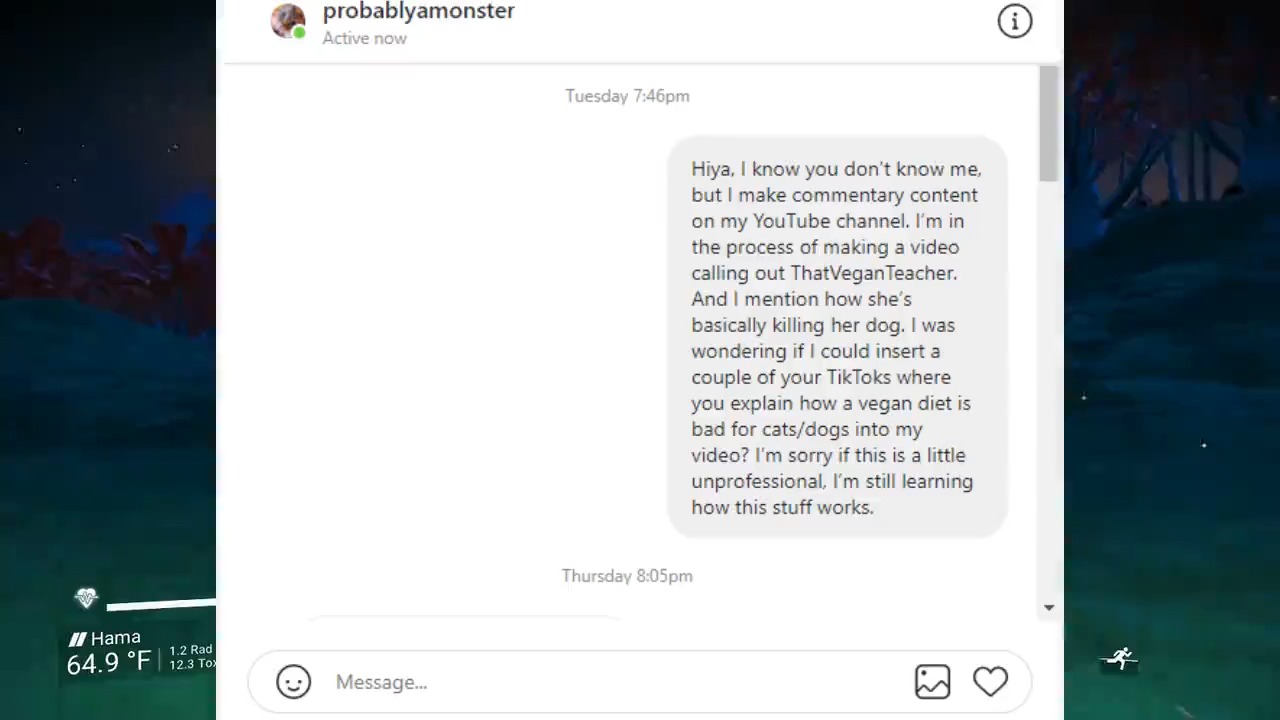 probablyamonster
Active now
Tuesday 7:46pm
Hiya, I know you don't know me,
but I make commentary content
on my YouTube channel. I'm in
the process of making a video
calling out ThatVeganTeacher.
And I mention how she's
basically killing her dog. I was
wondering if I could insert a
couple of your TikToks where
you explain how a vegan diet is
bad for cats/dogs into my
video? I'm sorry if this is a little
unprofessional, I'm still learning
how this stuff works.
Thursday 8:05pm
Hama
64.9 °F
1.2 Rad
12.3 Tox
Message...